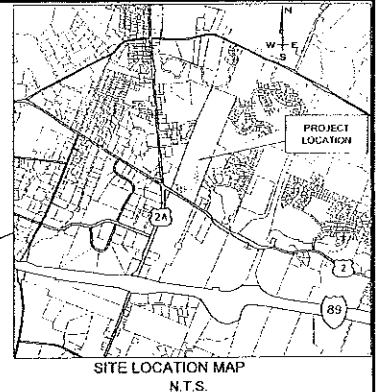 N
W E
S
PROJECT
LOCATION
2A
2
89
SITE LOCATION MAP
N.T.S.